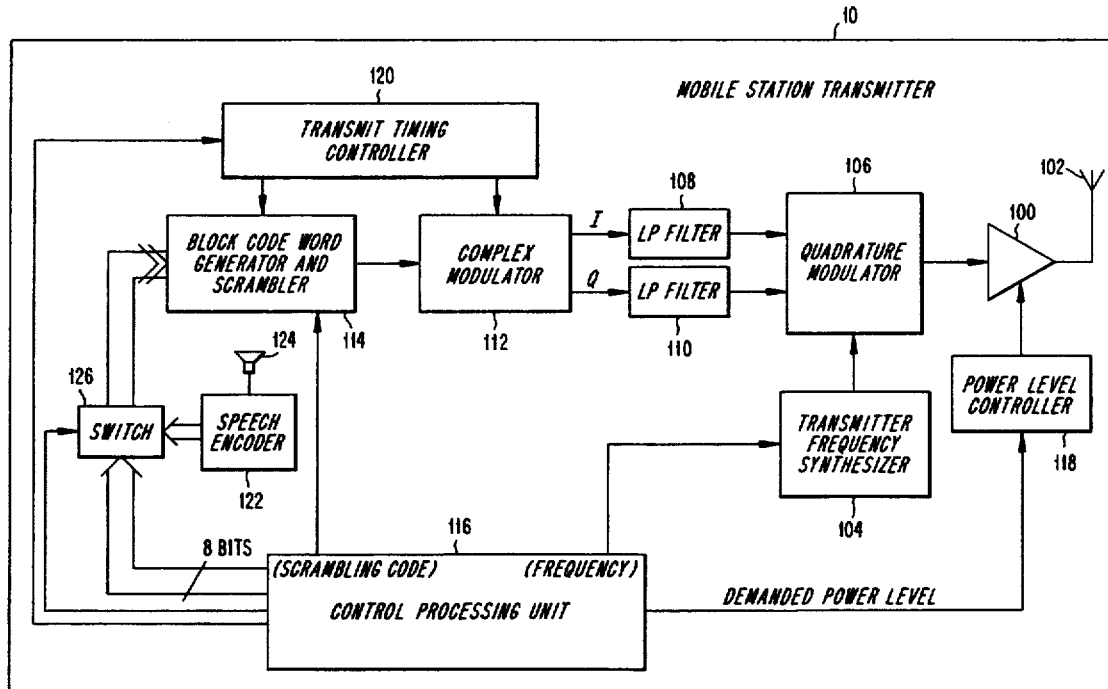 10
MOBILE STATION TRANSMITTER
120
TRANSMIT TIMING
CONTROLLER
102
106
108
100
I
LP FILTER
BLOCK CODE WORD
GENERATOR AND
SCRAMBLER
COMPLEX
MODULATOR
QUADRATURE
MODULATOR
Q
LP FILTER
114
112
110
124
126
SWITCH
SPEECH
ENCODER
122
TRANSMITTER
FREQUENCY
SYNTHESIZER
104
POWER LEVEL
CONTROLLER
118
8 BITS
116
(SCRAMBLING CODE)
(FREQUENCY)
CONTROL PROCESSING UNIT
DEMANDED POWER LEVEL